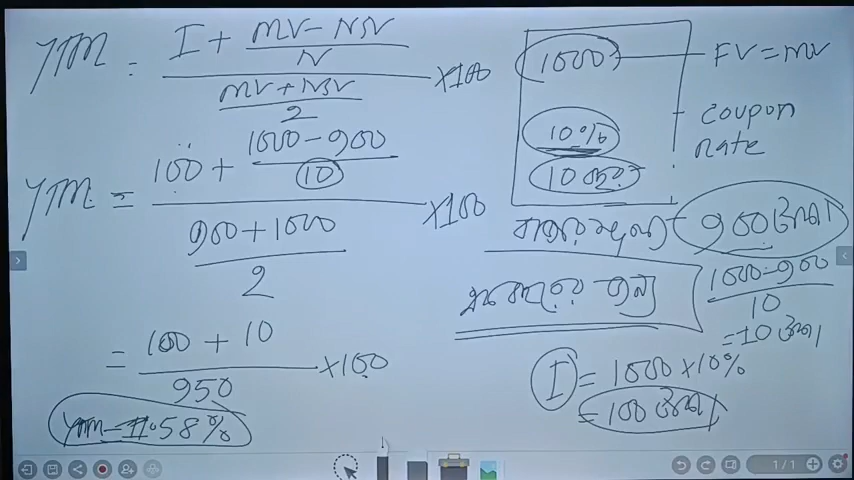 YTM = I + MV - NSV / N / MV + NSV / 2 × 100
YTM = 100 + 1000 - 900 / 10 / 900 + 1000 / 2 × 100
= 100 + 10 / 950 × 100
YTM = 11.58%
1000৳ — FV = MV
10% coupon rate
10 বছর
900 টাকা
1000 - 900 / 10
= 10 টাকা
I = 1000 × 10%
= 100 টাকা
1/1